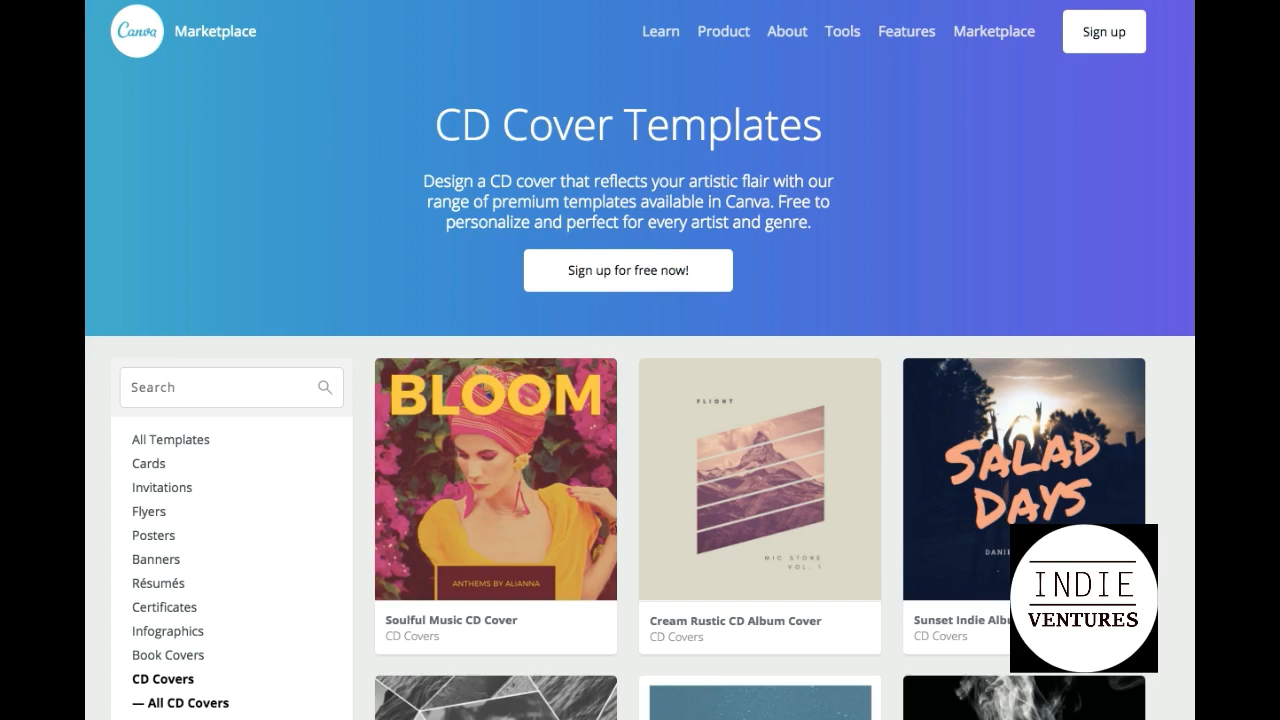 Canva
Marketplace
Learn
Product
About
Tools
Features
Marketplace
Sign up
CD Cover Templates
Design a CD cover that reflects your artistic flair with our
range of premium templates available in Canva. Free to
personalize and perfect for every artist and genre.
Sign up for free now!
Search
All Templates
Cards
Invitations
Flyers
Posters
Banners
Résumés
Certificates
Infographics
Book Covers
CD Covers
— All CD Covers
BLOOM
ANTHEMS BY ALIANNA
Soulful Music CD Cover
CD Covers
FLIGHT
MIC STONE
VOL. 1
Cream Rustic CD Album Cover
CD Covers
SALAD
DAYS
Sunset Indie
CD Covers
INDIE
VENTURES